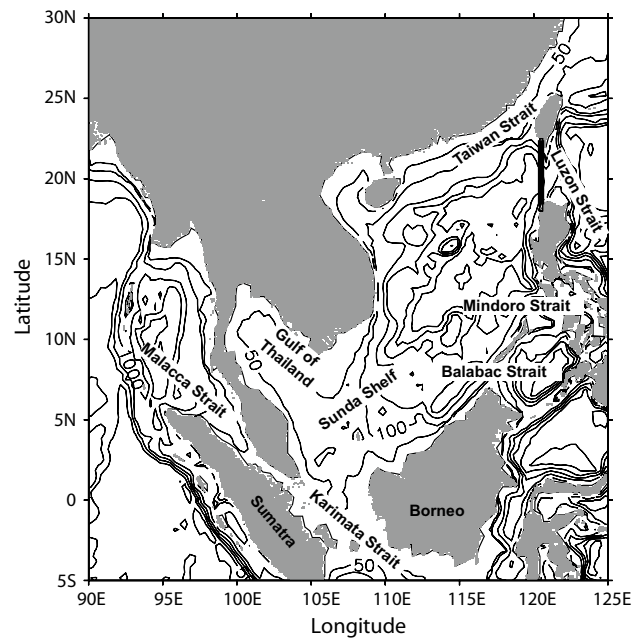 30N
25N
20N
15N
10N
5N
0
5S
90E
95E
100E
105E
110E
115E
120E
125E
Latitude
Longitude
50
Taiwan Strait
Luzon Strait
Mindoro Strait
Gulf of
Thailand
50
1000
Malacca Strait
Balabac Strait
Sunda Shelf
100
Sumatra
Karimata Strait
Borneo
50